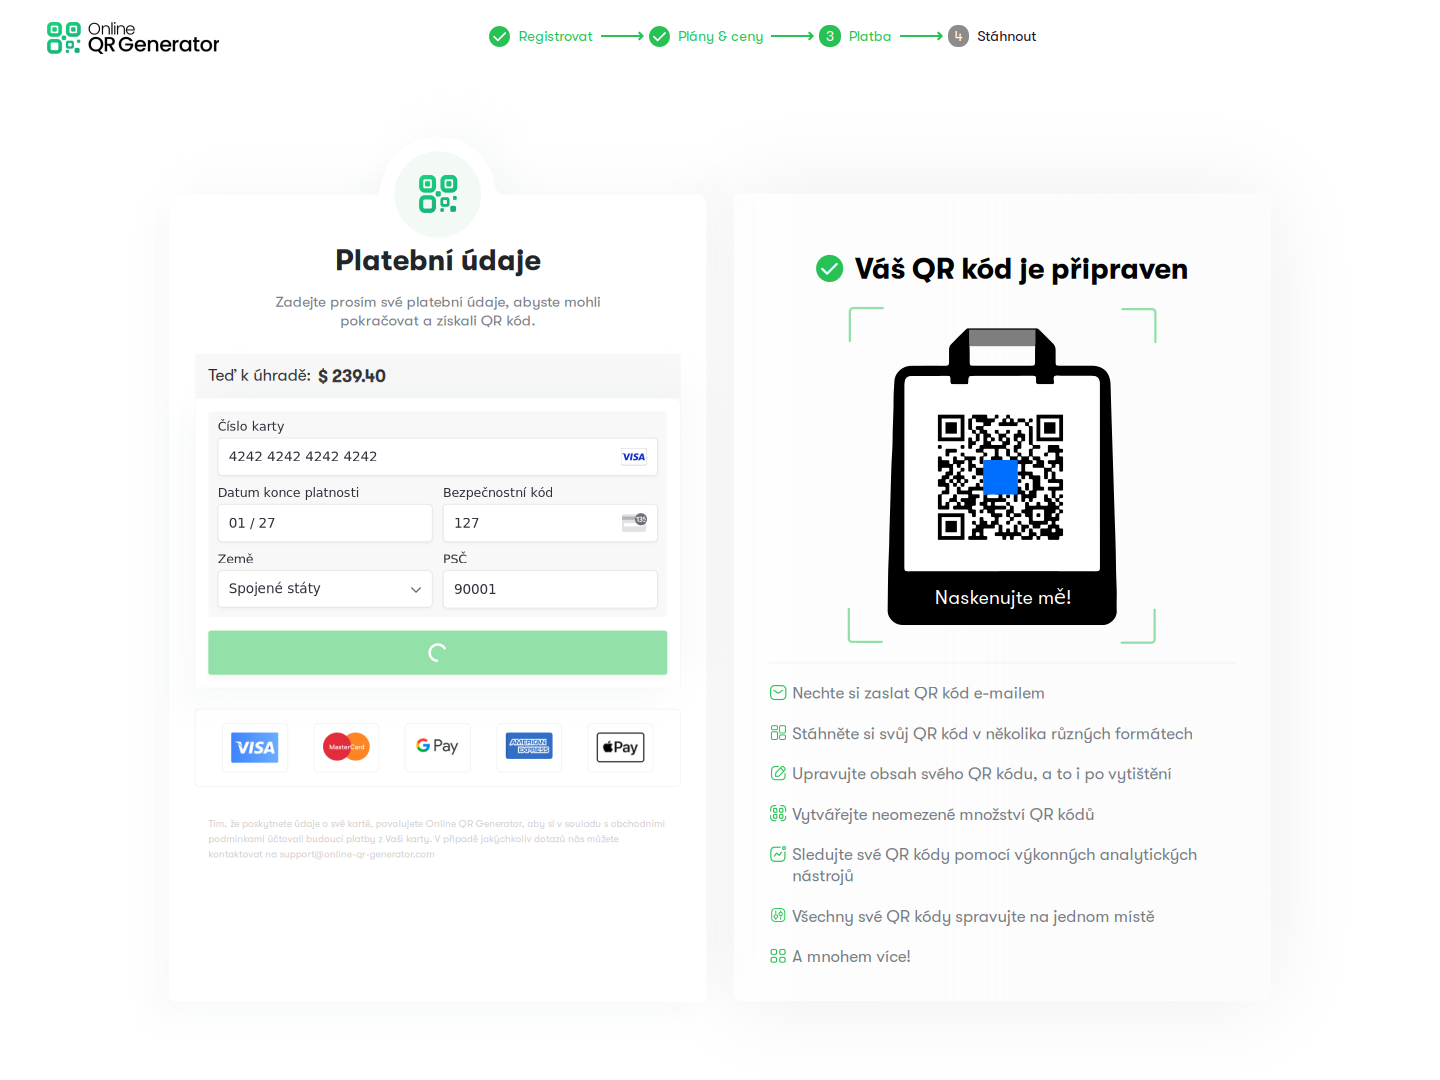 Online
QR Generator
Registrovat
Plány & ceny
3 Platba
4 Stáhnout
Platební údaje
Zadejte prosím své platební údaje, abyste mohli
pokračovat a získali QR kód.
Teď k úhradě: $ 239.40
Číslo karty
4242 4242 4242 4242 VISA
Datum konce platnosti
01 / 27
Bezpečnostní kód
127 135
Země
Spojené státy
PSČ
90001
VISA
MasterCard
G Pay
AMERICAN EXPRESS
Pay
Tím, že poskytnete údaje o své kartě, povolujete Online QR Generator, aby si v souladu s obchodními
podmínkami účtovali budoucí platby z Vaší karty. V případě jakýchkoliv dotazů nás můžete
kontaktovat na support@online-qr-generator.com
Váš QR kód je připraven
Naskenujte mě!
Nechte si zaslat QR kód e-mailem
Stáhněte si svůj QR kód v několika různých formátech
Upravujte obsah svého QR kódu, a to i po vytištění
Vytvářejte neomezené množství QR kódů
Sledujte své QR kódy pomocí výkonných analytických
nástrojů
Všechny své QR kódy spravujte na jednom místě
A mnohem více!